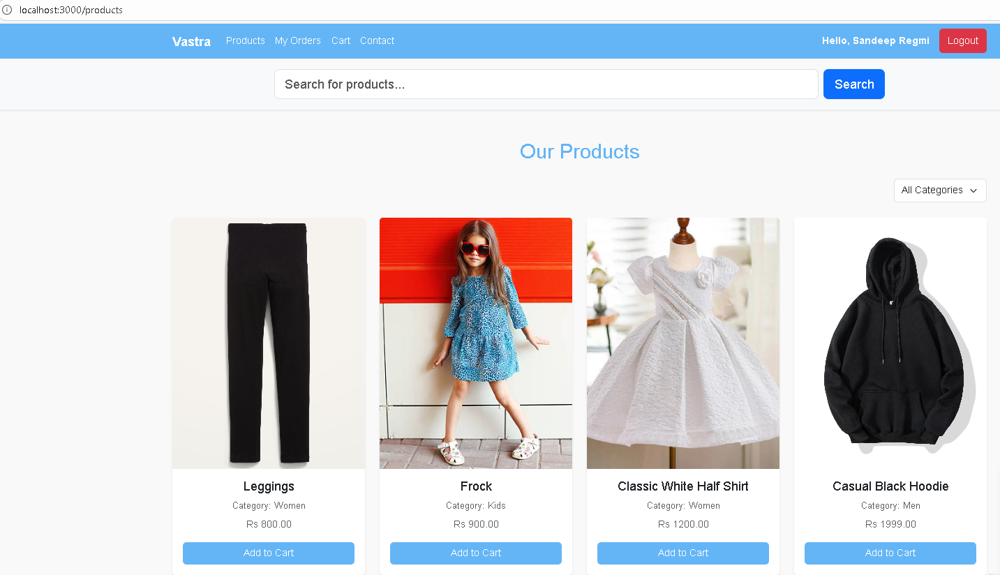 localhost:3000/products
Vastra Products My Orders Cart Contact Hello, Sandeep Regmi Logout
Search for products... Search
Our Products
All Categories
Leggings Frock Classic White Half Shirt Casual Black Hoodie
Category: Women Category: Kids Category: Women Category: Men
Rs 800.00 Rs 900.00 Rs 1200.00 Rs 1999.00
Add to Cart Add to Cart Add to Cart Add to Cart